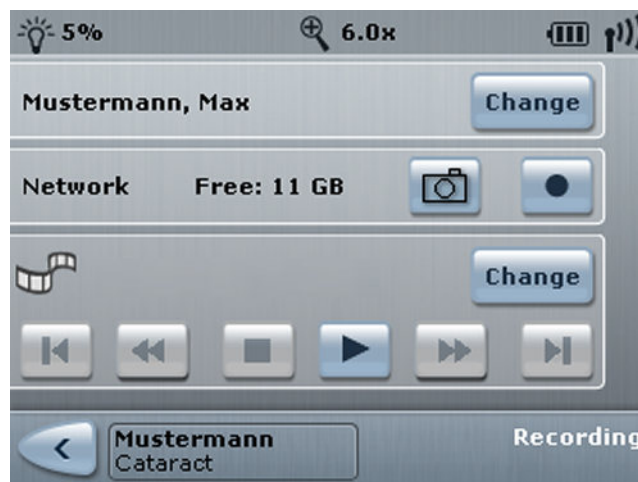 5%
6.0x
Mustermann, Max
Change
Network Free: 11 GB
Change
Mustermann
Cataract
Recording